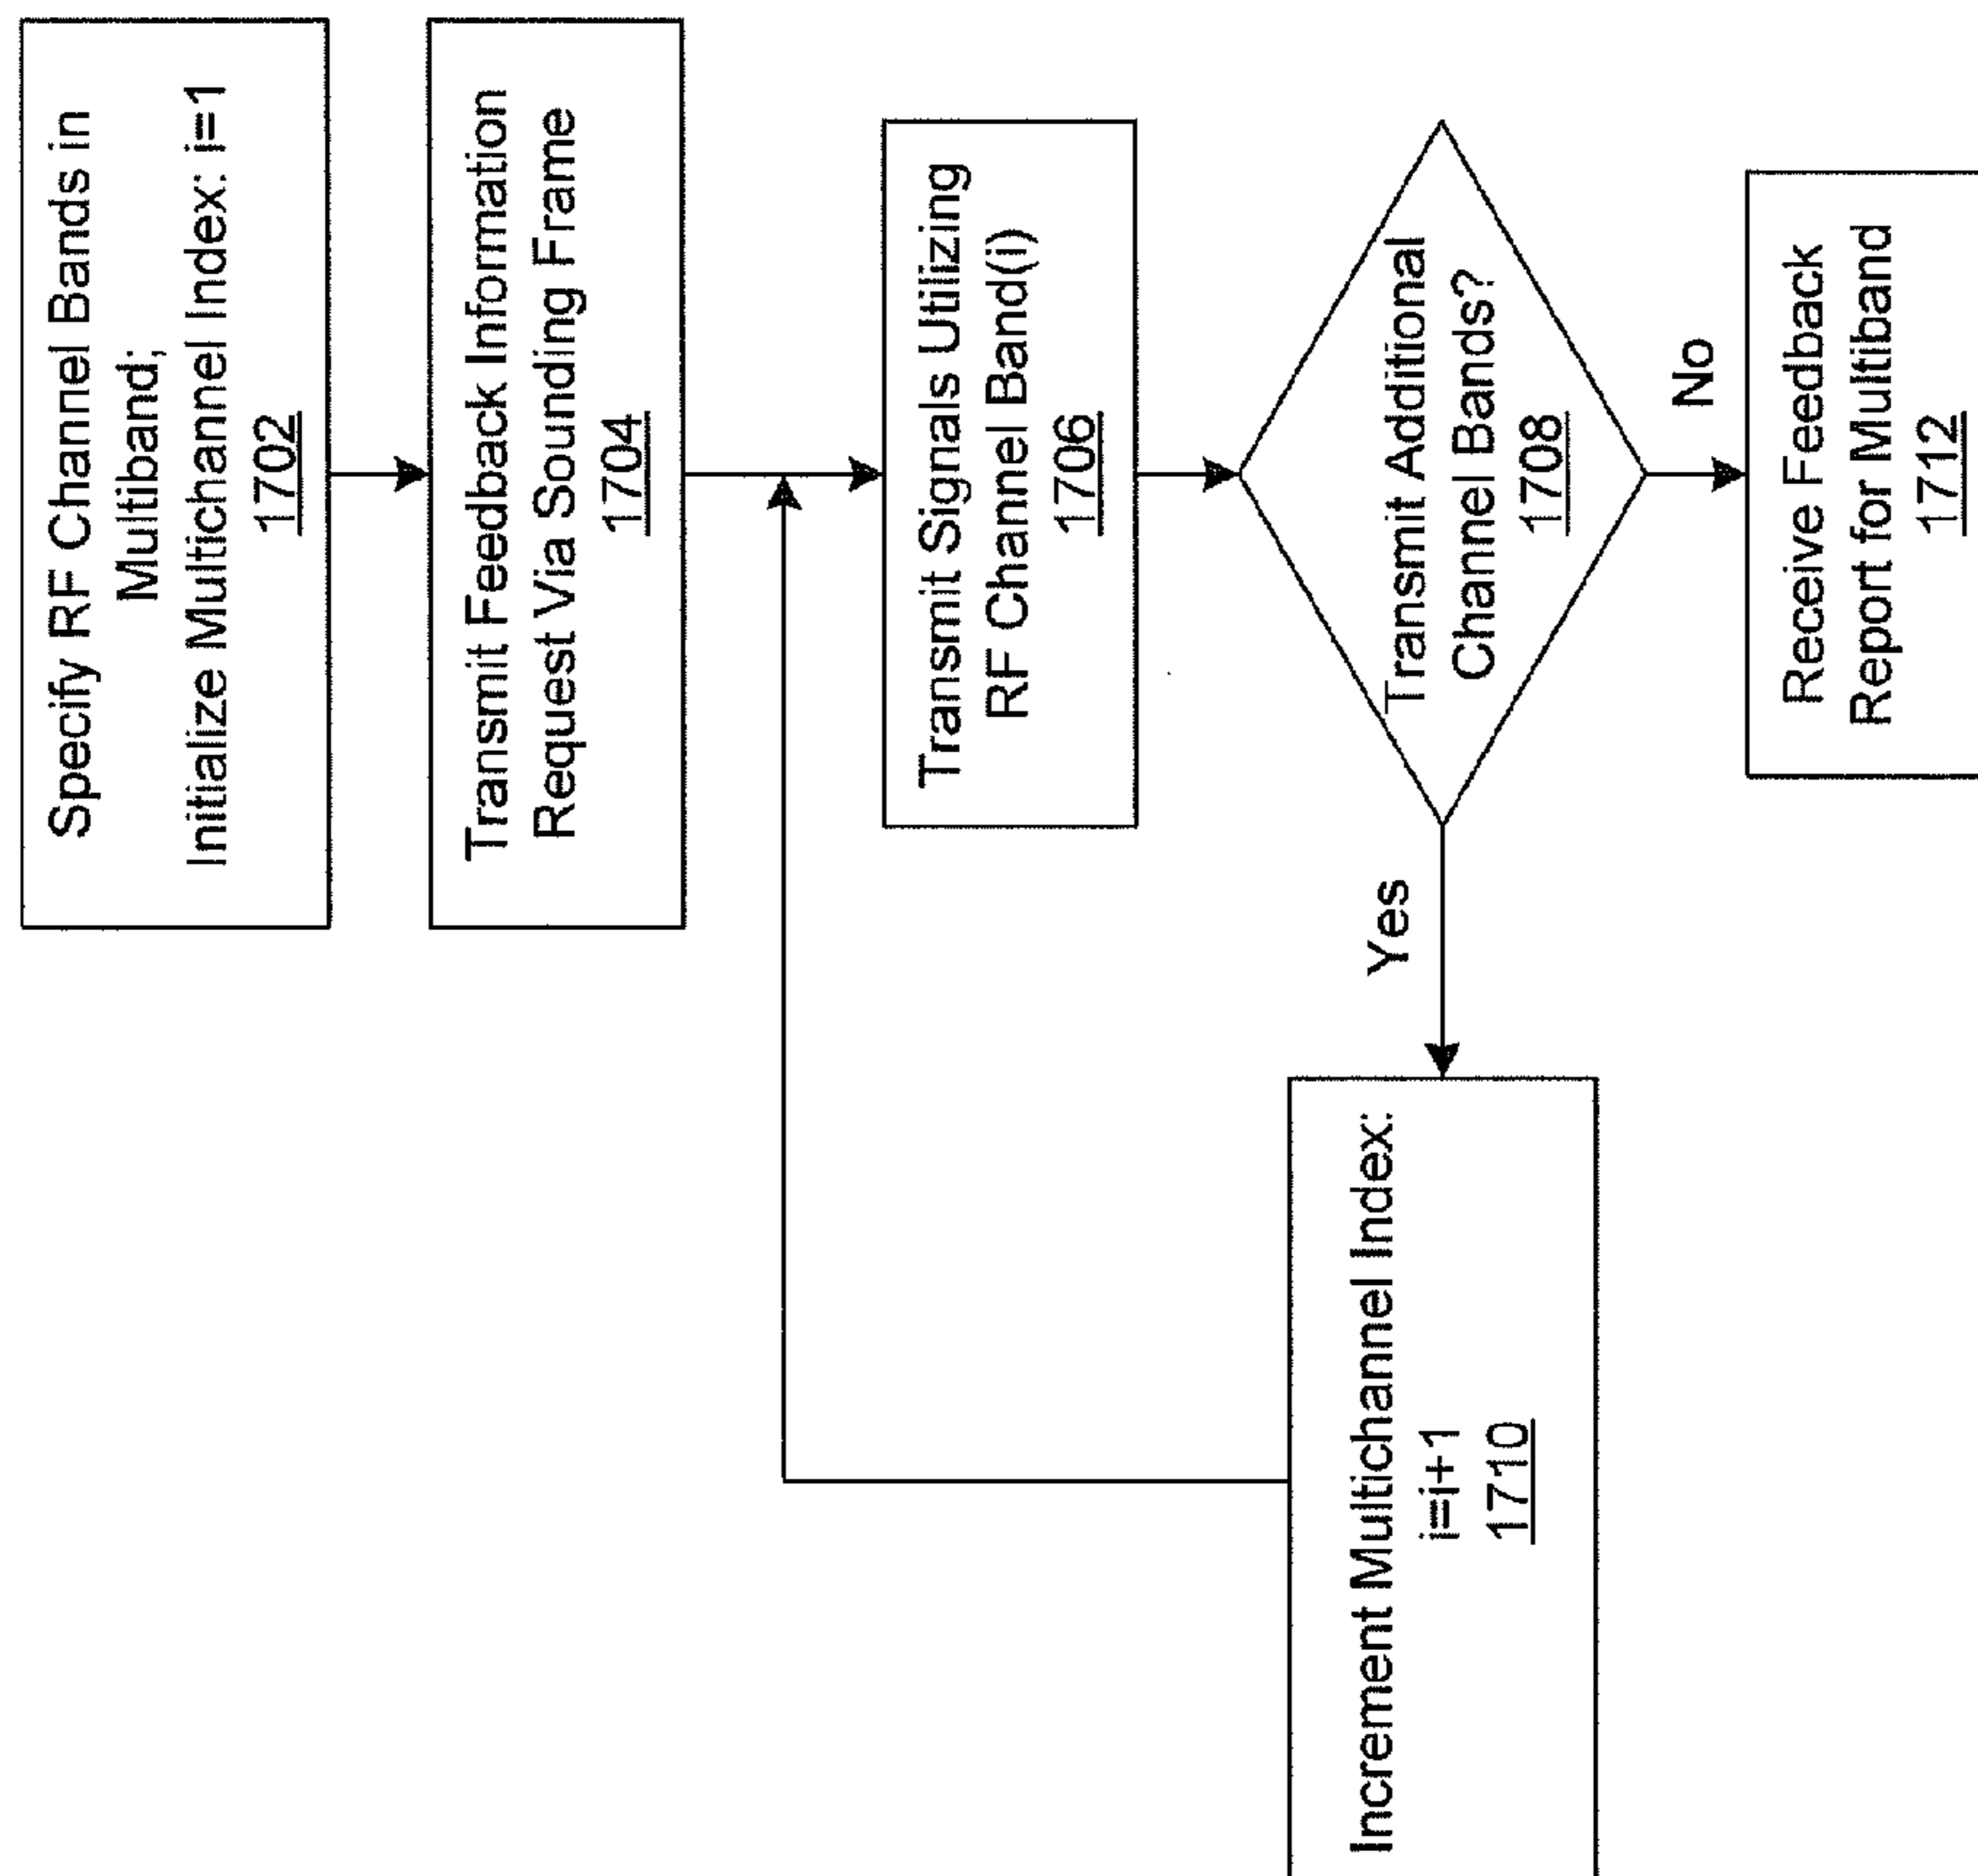 Specify RF Channel Bands in
Multiband;
Initialize Multichannel Index: i=1
1702
Transmit Feedback Information
Request Via Sounding Frame
1704
Transmit Signals Utilizing
RF Channel Band(i)
1706
Transmit Additional
Channel Bands?
1708
Yes
Increment Multichannel Index:
i=i+1
1710
No
Receive Feedback
Report for Multiband
1712